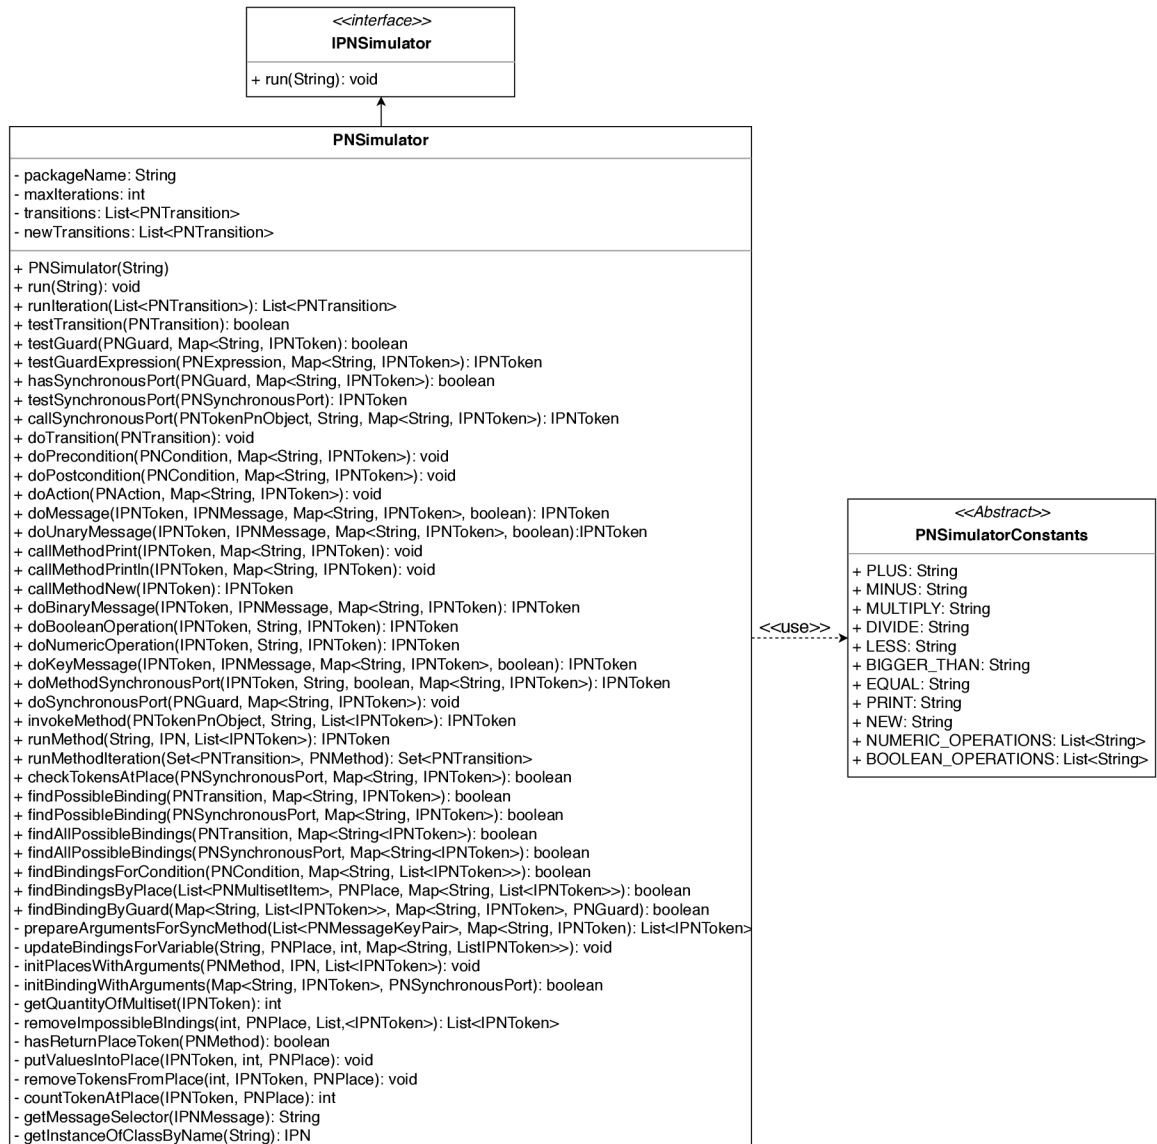 <<interface>>
IPNSimulator
+ run(String): void
PNSimulator
- packageName: String
- maxIterations: int
- transitions: List<PNTransition>
- newTransitions: List<PNTransition>
+ PNSimulator(String)
+ run(String): void
+ runIteration(List<PNTransition>): List<PNTransition>
+ testTransition(PNTransition): boolean
+ testGuard(PNGuard, Map<String, IPNToken): boolean
+ testGuardExpression(PNExpression, Map<String, IPNToken>): IPNToken
+ hasSynchronousPort(PNGuard, Map<String, IPNToken>): boolean
+ testSynchronousPort(PNSynchronousPort): IPNToken
+ callSynchronousPort(PNTokenPnObject, String, Map<String, IPNToken>): IPNToken
+ doTransition(PNTransition): void
+ doPrecondition(PNCondition, Map<String, IPNToken>): void
+ doPostcondition(PNCondition, Map<String, IPNToken>): void
+ doAction(PNAction, Map<String, IPNToken>): void
+ doMessage(IPNToken, IPNMessage, Map<String, IPNToken>, boolean): IPNToken
+ doUnaryMessage(IPNToken, IPNMessage, Map<String, IPNToken>, boolean):IPNToken
+ callMethodPrint(IPNToken, Map<String, IPNToken): void
+ callMethodPrintln(IPNToken, Map<String, IPNToken): void
+ callMethodNew(IPNToken): IPNToken
+ doBinaryMessage(IPNToken, IPNMessage, Map<String, IPNToken): IPNToken
+ doBooleanOperation(IPNToken, String, IPNToken): IPNToken
+ doNumericOperation(IPNToken, String, IPNToken): IPNToken
+ doKeyMessage(IPNToken, IPNMessage, Map<String, IPNToken>, boolean): IPNToken
+ doMethodSynchronousPort(IPNToken, String, boolean, Map<String, IPNToken>): IPNToken
+ doSynchronousPort(PNGuard, Map<String, IPNToken>): void
+ invokeMethod(PNTokenPnObject, String, List<IPNToken>): IPNToken
+ runMethod(String, IPN, List<IPNToken>): IPNToken
+ runMethodIteration(Set<PNTransition>, PNMethod): Set<PNTransition>
+ checkTokensAtPlace(PNSynchronousPort, Map<String, IPNToken>): boolean
+ findPossibleBinding(PNTransition, Map<String, IPNToken>): boolean
+ findPossibleBinding(PNSynchronousPort, Map<String, IPNToken>): boolean
+ findAllPossibleBindings(PNTransition, Map<String<IPNToken>): boolean
+ findAllPossibleBindings(PNSynchronousPort, Map<String<IPNToken>): boolean
+ findBindingsForCondition(PNCondition, Map<String, List<IPNToken>>): boolean
+ findBindingsByPlace(List<PNMultisetItem>, PNPlace, Map<String, List<IPNToken>>): boolean
+ findBindingByGuard(Map<String, List<IPNToken>>, Map<String, IPNToken>, PNGuard): boolean
- prepareArgumentsForSyncMethod(List<PNMessageKeyPair>, Map<String, IPNToken): List<IPNToken>
- updateBindingsForVariable(String, PNPlace, int, Map<String, ListIPNToken>>): void
- initPlacesWithArguments(PNMethod, IPN, List<IPNToken>): void
- initBindingWithArguments(Map<String, IPNToken>, PNSynchronousPort): boolean
- getQuantityOfMultiset(IPNToken): int
- removeImpossibleBIndings(int, PNPlace, List,<IPNToken>): List<IPNToken>
- hasReturnPlaceToken(PNMethod): boolean
- putValuesIntoPlace(IPNToken, int, PNPlace): void
- removeTokensFromPlace(int, IPNToken, PNPlace): void
- countTokenAtPlace(IPNToken, PNPlace): int
- getMessageSelector(IPNMessage): String
- getInstanceOfClassByName(String): IPN
<<use>>
<<Abstract>>
PNSimulatorConstants
+ PLUS: String
+ MINUS: String
+ MULTIPLY: String
+ DIVIDE: String
+ LESS: String
+ BIGGER_THAN: String
+ EQUAL: String
+ PRINT: String
+ NEW: String
+ NUMERIC_OPERATIONS: List<String>
+ BOOLEAN_OPERATIONS: List<String>